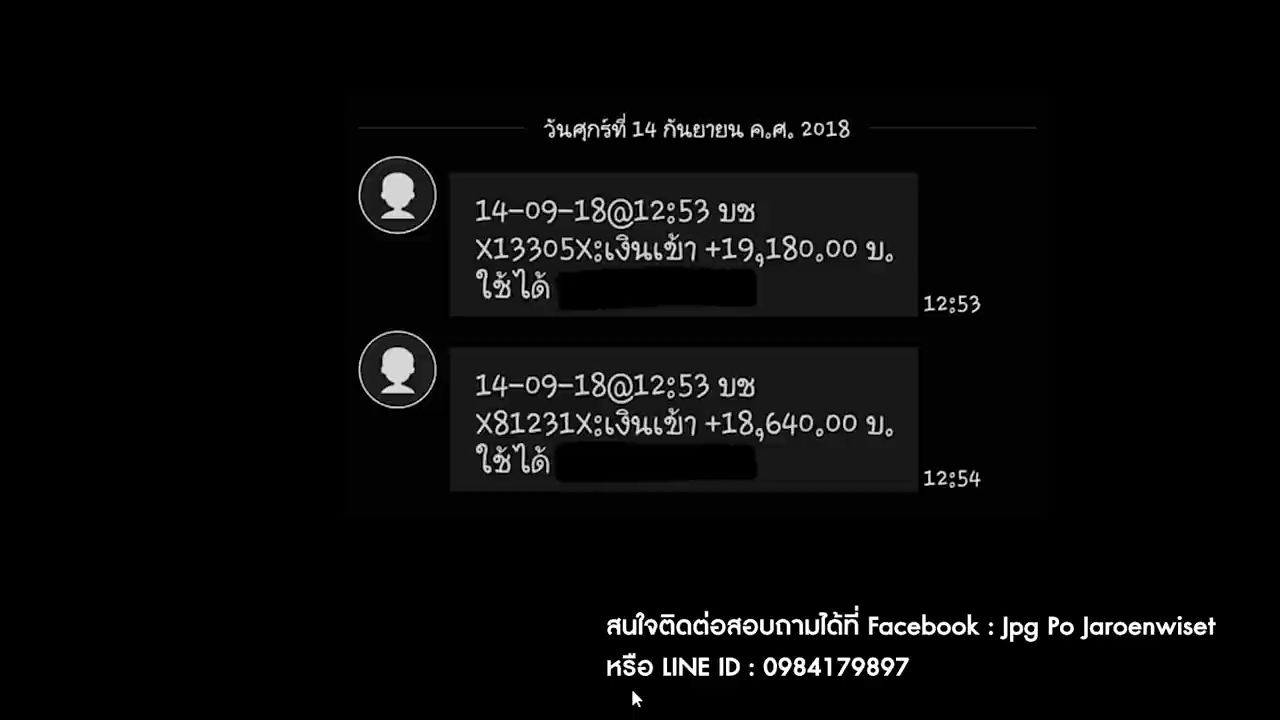 วันศุกร์ที่ 14 กันยายน ค.ศ. 2018
14-09-18@12:53 บช
X13305X:เงินเข้า +19,180.00 บ.
ใช้ได้
12:53
14-09-18@12:53 บช
X81231X:เงินเข้า +18,640.00 บ.
ใช้ได้
12:54
สนใจติดต่อสอบถามได้ที่ Facebook : Jpg Po Jaroenwiset
หรือ LINE ID : 0984179897